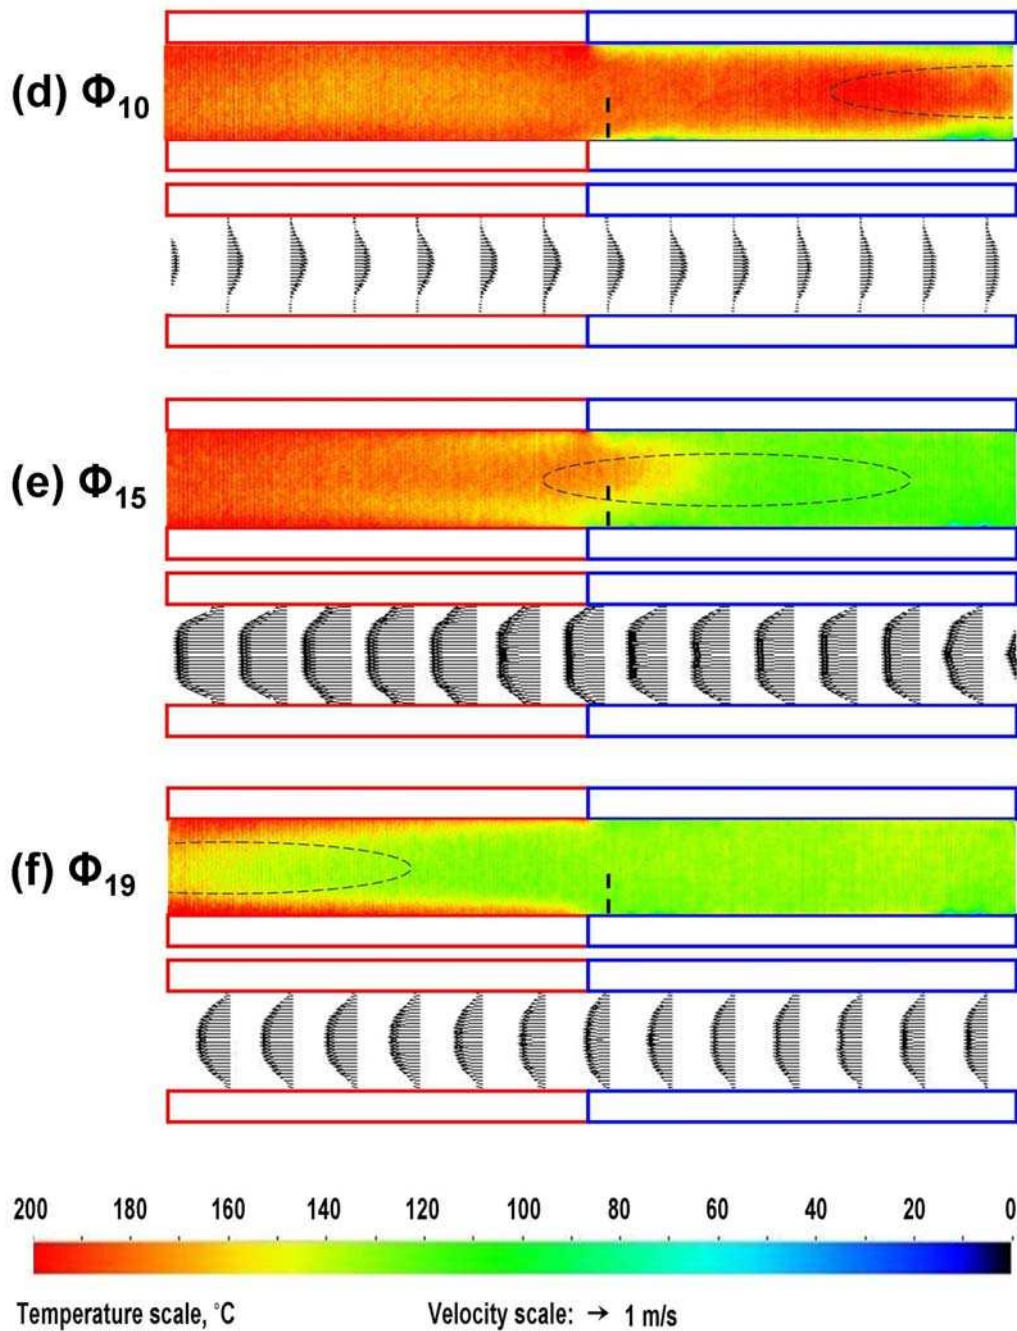 (d) Φ10
(e) Φ15
(f) Φ19
200 180 160 140 120 100 80 60 40 20 0
Temperature scale, °C Velocity scale: → 1 m/s